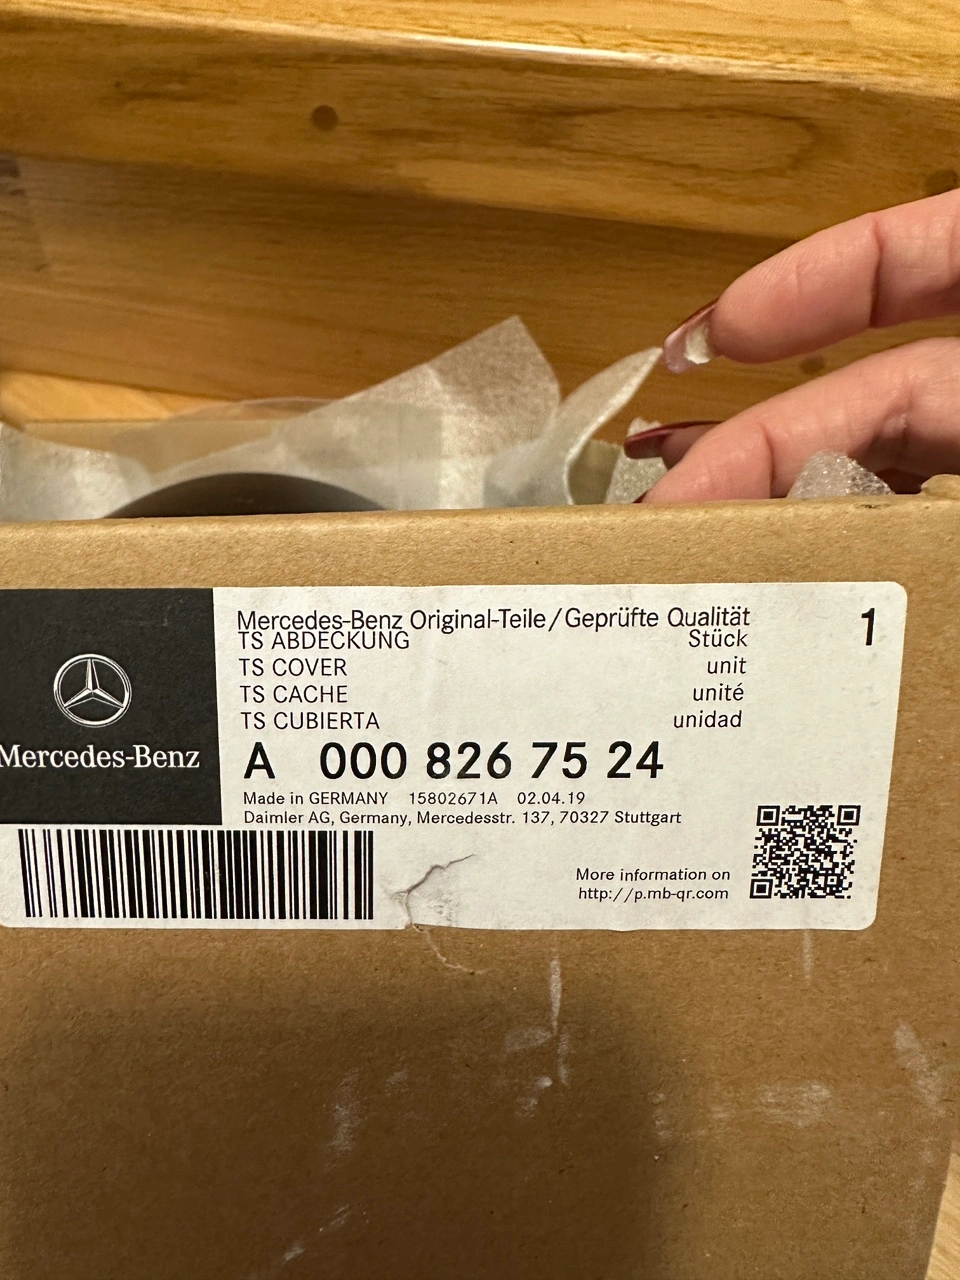 Mercedes-Benz Original-Teile/Geprüfte Qualität 1
TS ABDECKUNG Stück
TS COVER unit
TS CACHE unité
TS CUBIERTA unidad
Mercedes-Benz
A 000 826 75 24
Made in GERMANY 15802671A 02.04.19
Daimler AG, Germany, Mercedesstr. 137, 70327 Stuttgart
More information on
http://p.mb-qr.com